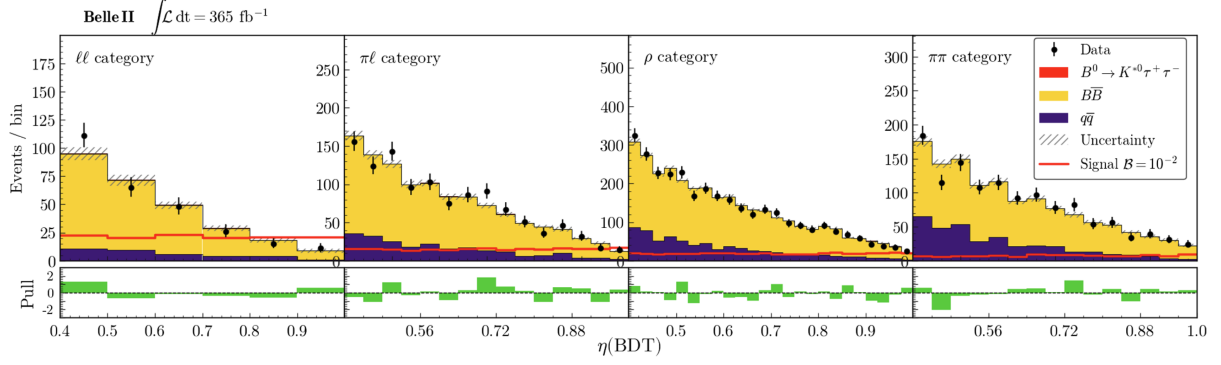 Belle II ∫ℒ dt = 365 fb⁻¹
Events / bin
175
150
125
100
75
50
25
0
ℓℓ category
250
200
150
100
50
0
πℓ category
500
400
300
200
100
0
ρ category
300
250
200
150
100
50
0
ππ category
Data
B⁰ → K*⁰τ⁺τ⁻
BB̅
qq̅
Uncertainty
Signal ℬ = 10⁻²
Pull
2
0
-2
0.4 0.5 0.6 0.7 0.8 0.9
0.56 0.72 0.88
0.5 0.6 0.7 0.8 0.9
0.56 0.72 0.88 1.0
η(BDT)